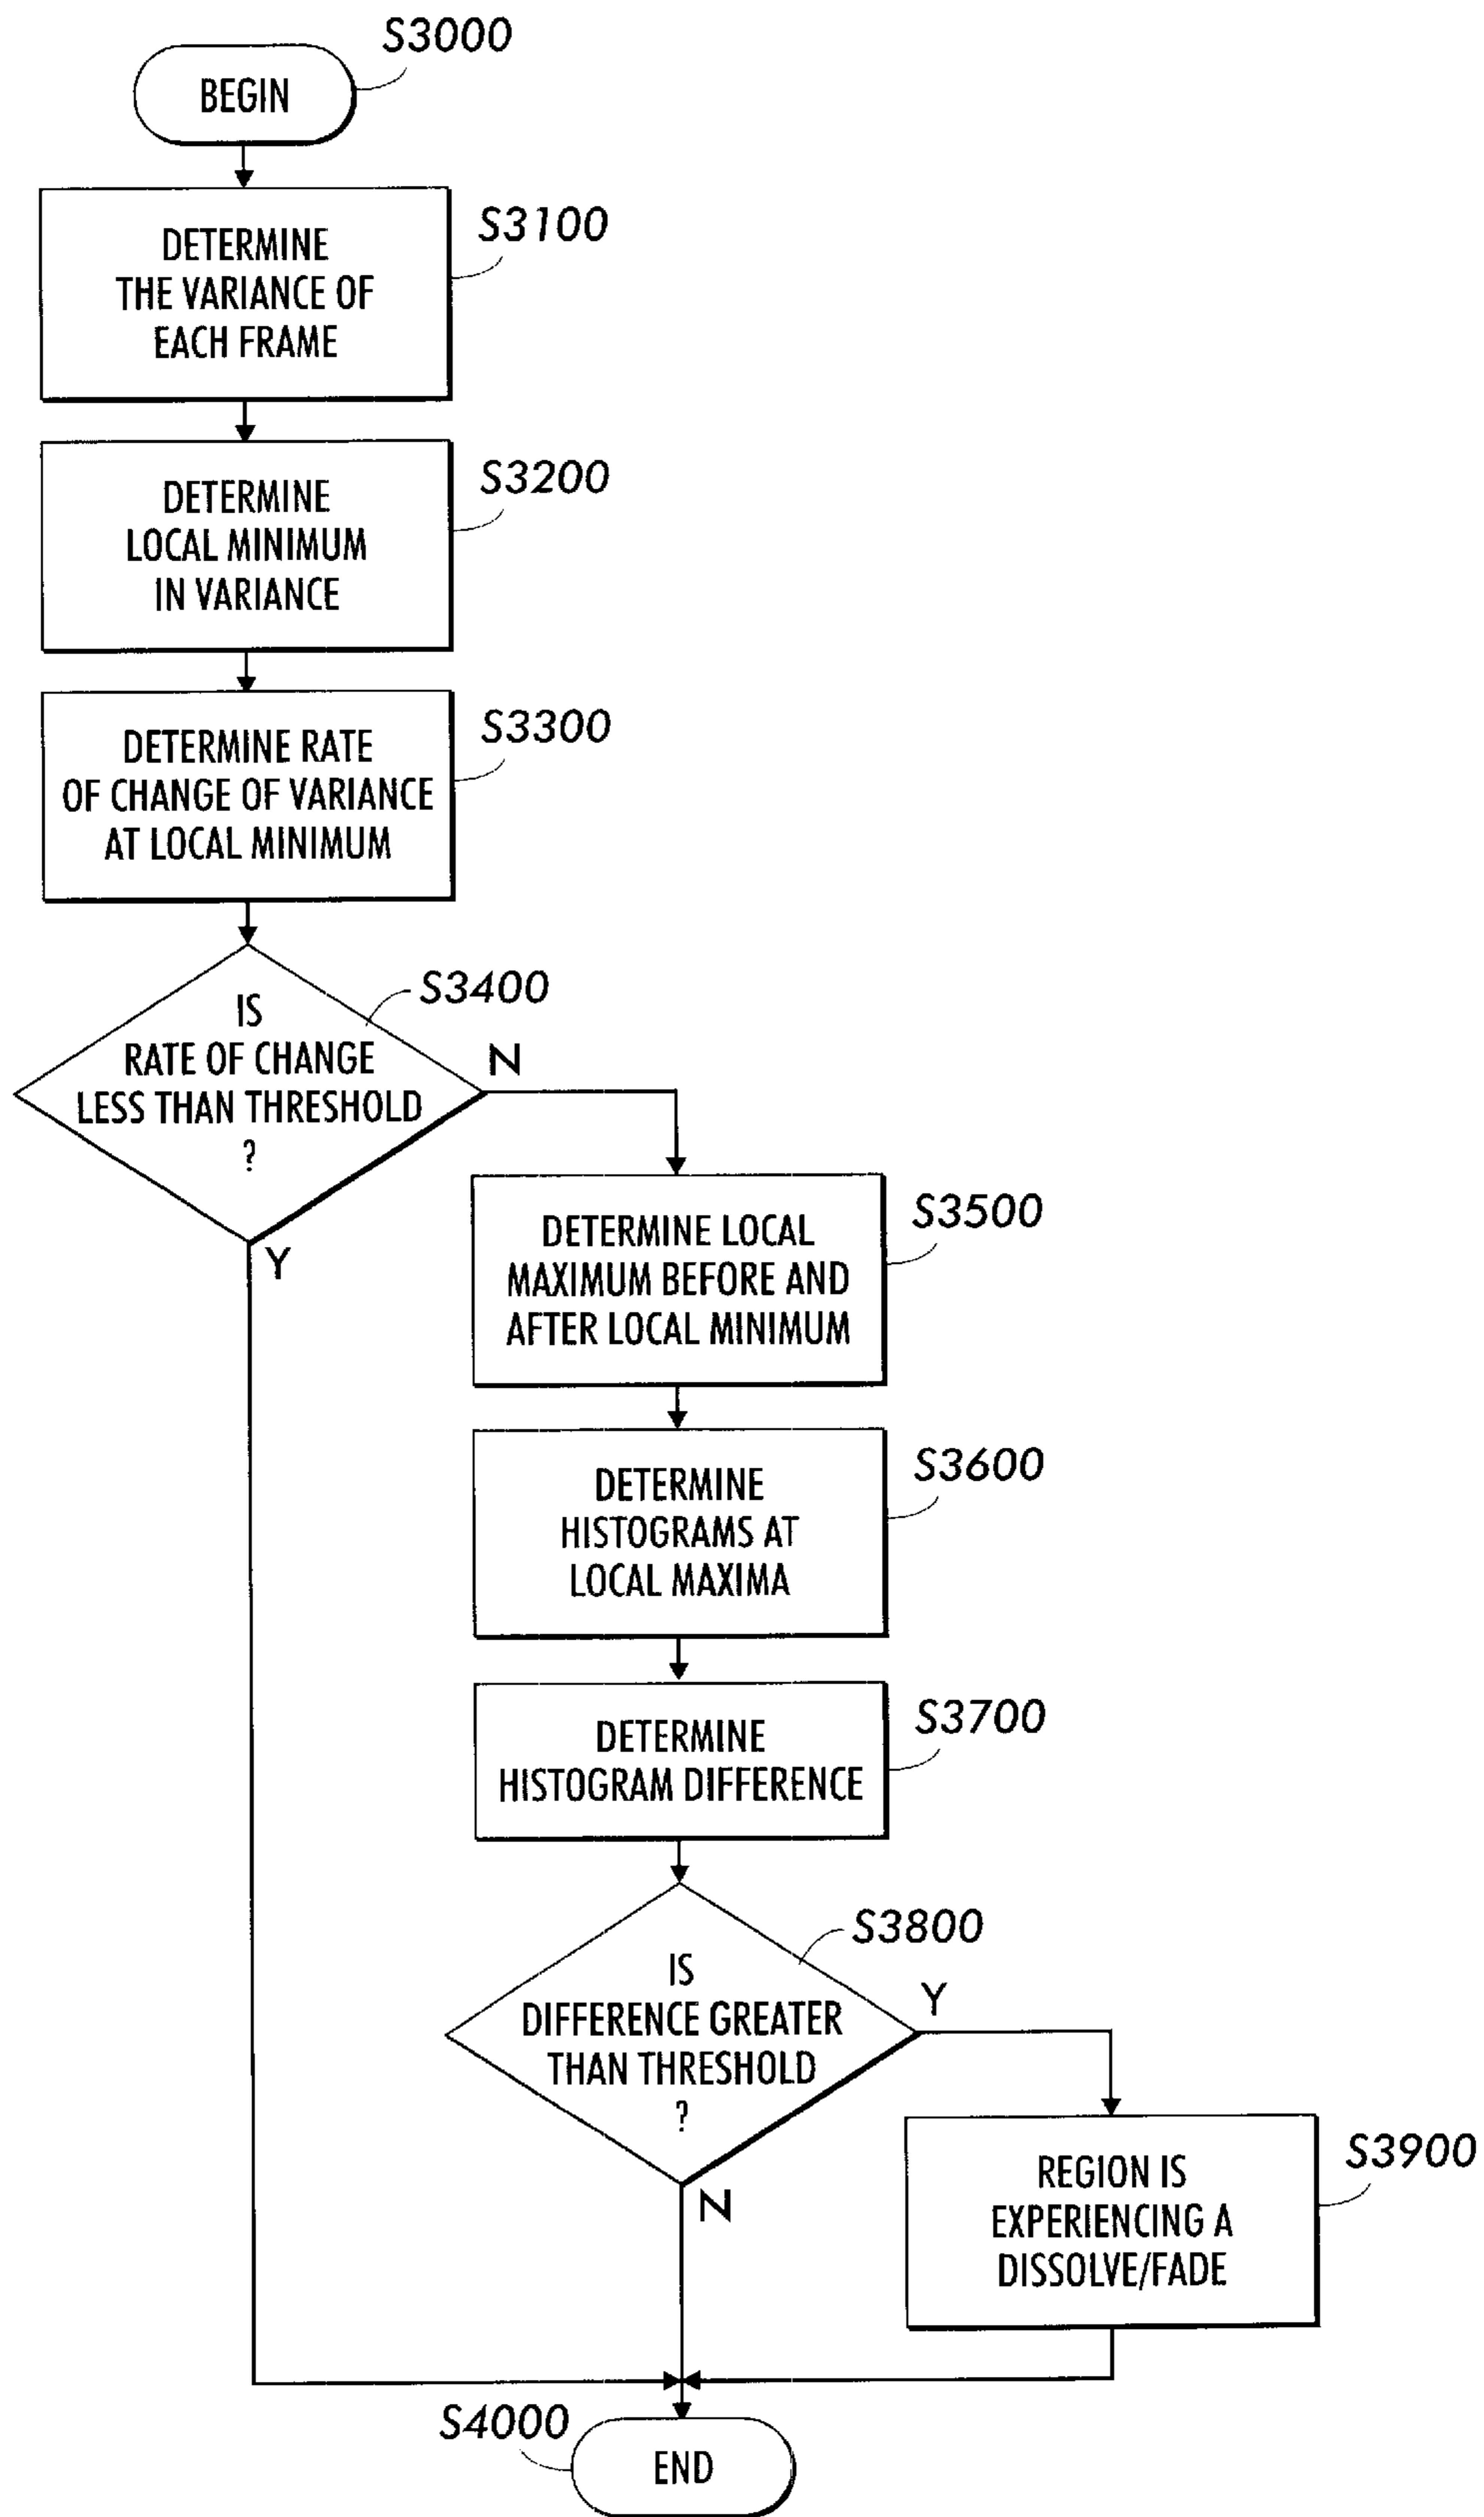 S3000
BEGIN
S3100
DETERMINE
THE VARIANCE OF
EACH FRAME
S3200
DETERMINE
LOCAL MINIMUM
IN VARIANCE
S3300
DETERMINE RATE
OF CHANGE OF VARIANCE
AT LOCAL MINIMUM
S3400
IS
RATE OF CHANGE
LESS THAN THRESHOLD
?
N
Y
S3500
DETERMINE LOCAL
MAXIMUM BEFORE AND
AFTER LOCAL MINIMUM
S3600
DETERMINE
HISTOGRAMS AT
LOCAL MAXIMA
S3700
DETERMINE
HISTOGRAM DIFFERENCE
S3800
IS
DIFFERENCE GREATER
THAN THRESHOLD
?
Y
N
S3900
REGION IS
EXPERIENCING A
DISSOLVE/FADE
S4000
END